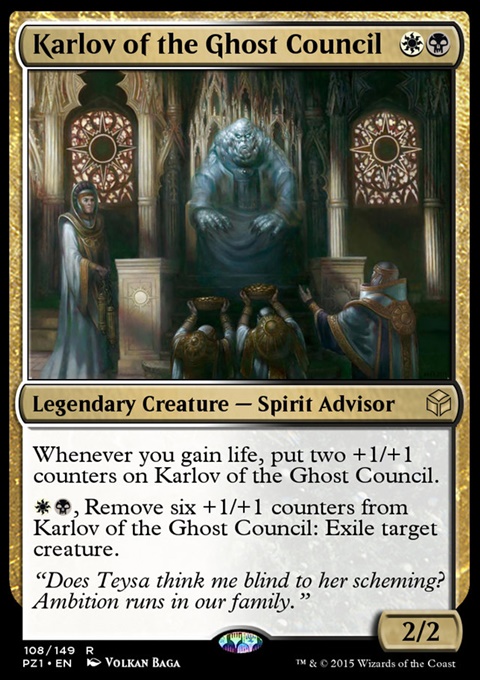 Karlov of the Ghost Council
Legendary Creature — Spirit Advisor
Whenever you gain life, put two +1/+1
counters on Karlov of the Ghost Council.
, Remove six +1/+1 counters from
Karlov of the Ghost Council: Exile target
creature.
“Does Teysa think me blind to her scheming?
Ambition runs in our family.”
2/2
108/149 R
PZ1 • EN Volkan Baga
™ & © 2015 Wizards of the Coast